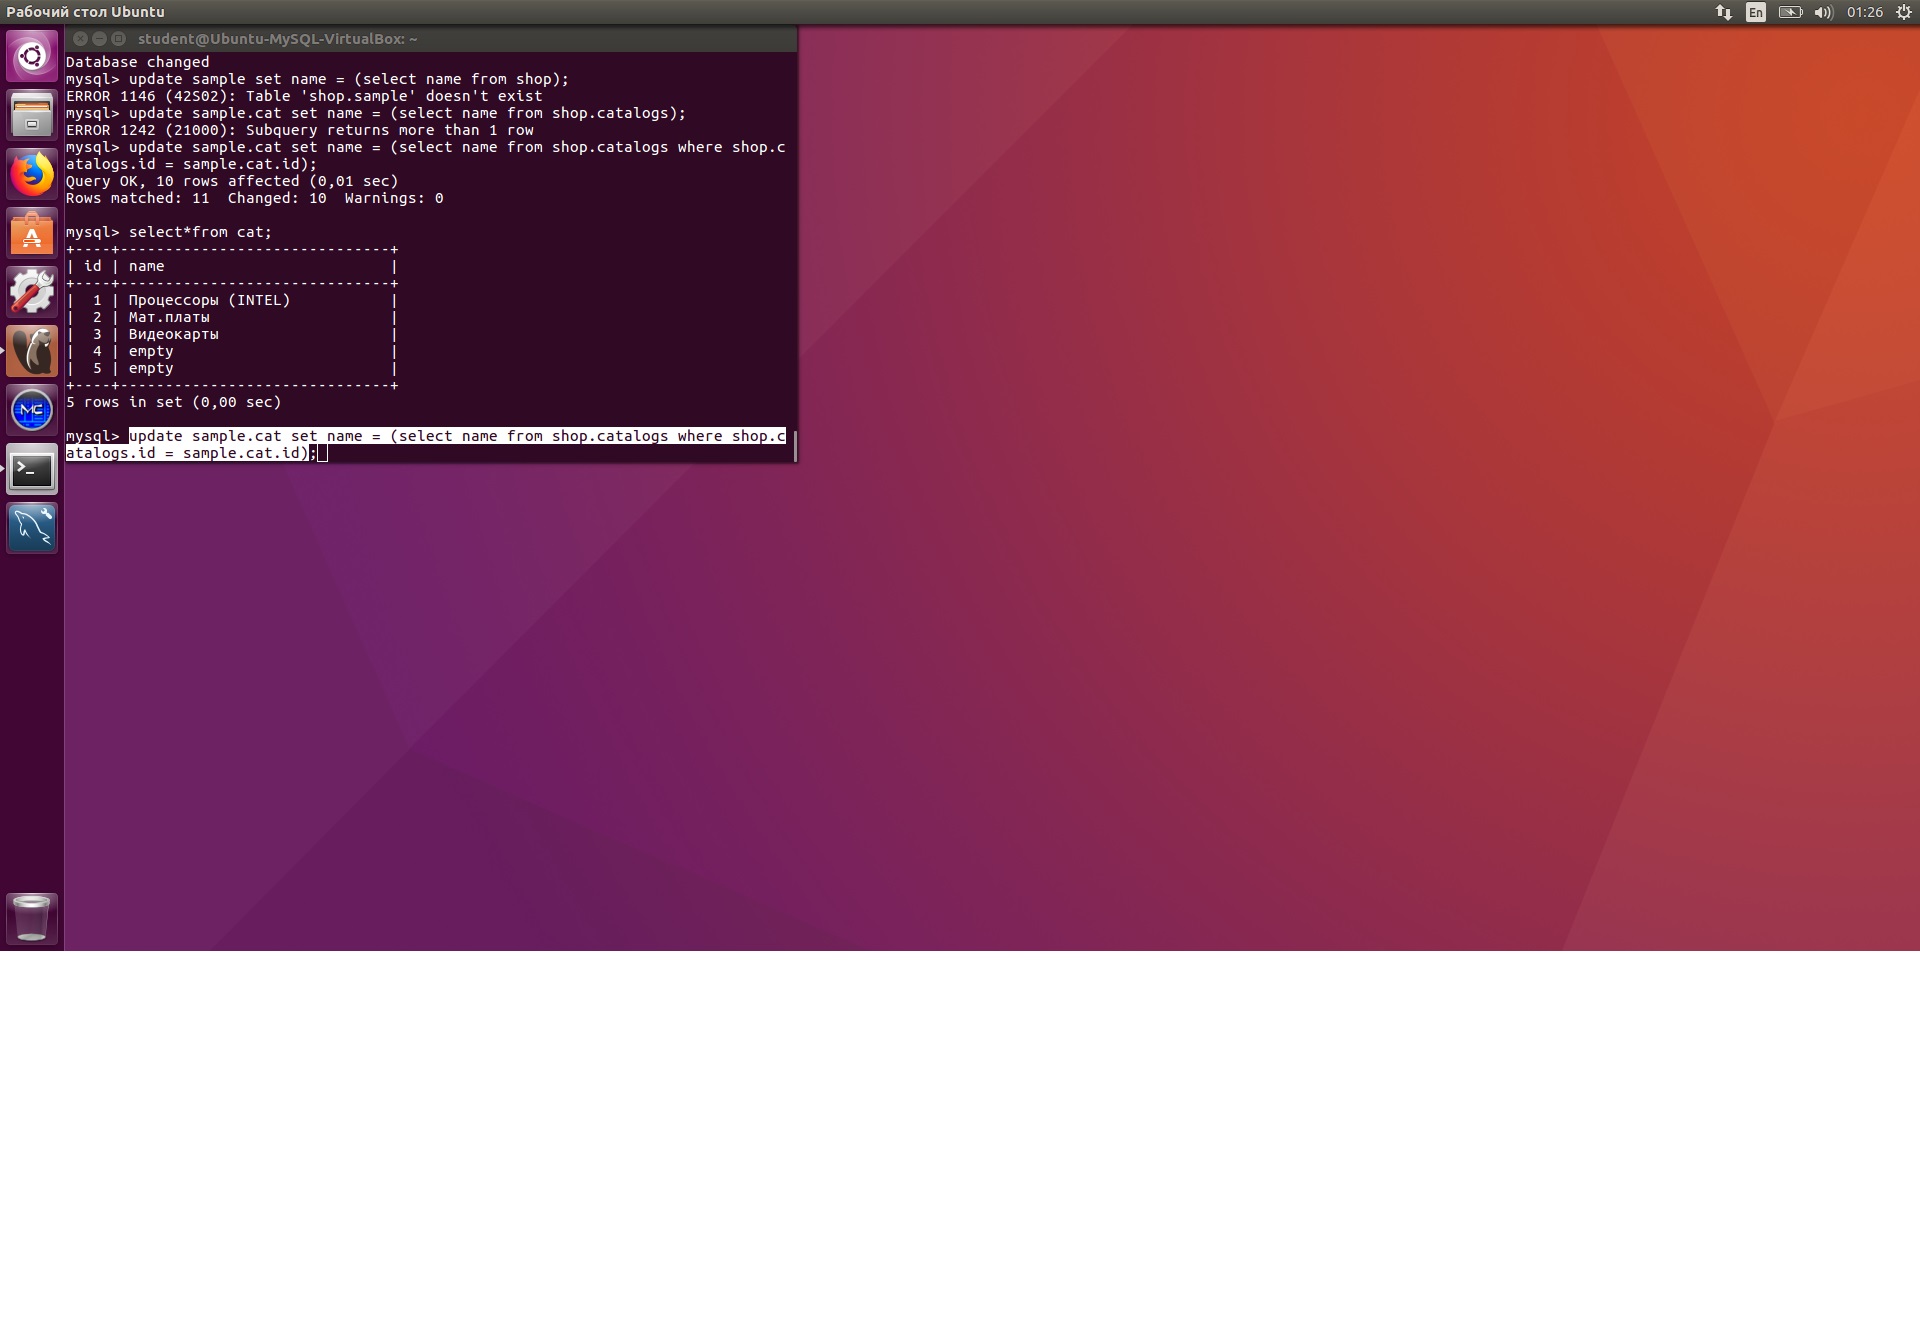 Рабочий стол Ubuntu
En
01:26
student@Ubuntu-MySQL-VirtualBox: ~
Database changed
mysql> update sample set name = (select name from shop);
ERROR 1146 (42S02): Table 'shop.sample' doesn't exist
mysql> update sample.cat set name = (select name from shop.catalogs);
ERROR 1242 (21000): Subquery returns more than 1 row
mysql> update sample.cat set name = (select name from shop.catalogs where shop.c
atalogs.id = sample.cat.id);
Query OK, 10 rows affected (0,01 sec)
Rows matched: 11  Changed: 10  Warnings: 0
mysql> select*from cat;
+----+------------------------------+
| id | name                         |
+----+------------------------------+
|  1 | Процессоры (INTEL)           |
|  2 | Мат.платы                    |
|  3 | Видеокарты                   |
|  4 | empty                        |
|  5 | empty                        |
+----+------------------------------+
5 rows in set (0,00 sec)
mysql> update sample.cat set name = (select name from shop.catalogs where shop.c
atalogs.id = sample.cat.id);
A
MC
>_